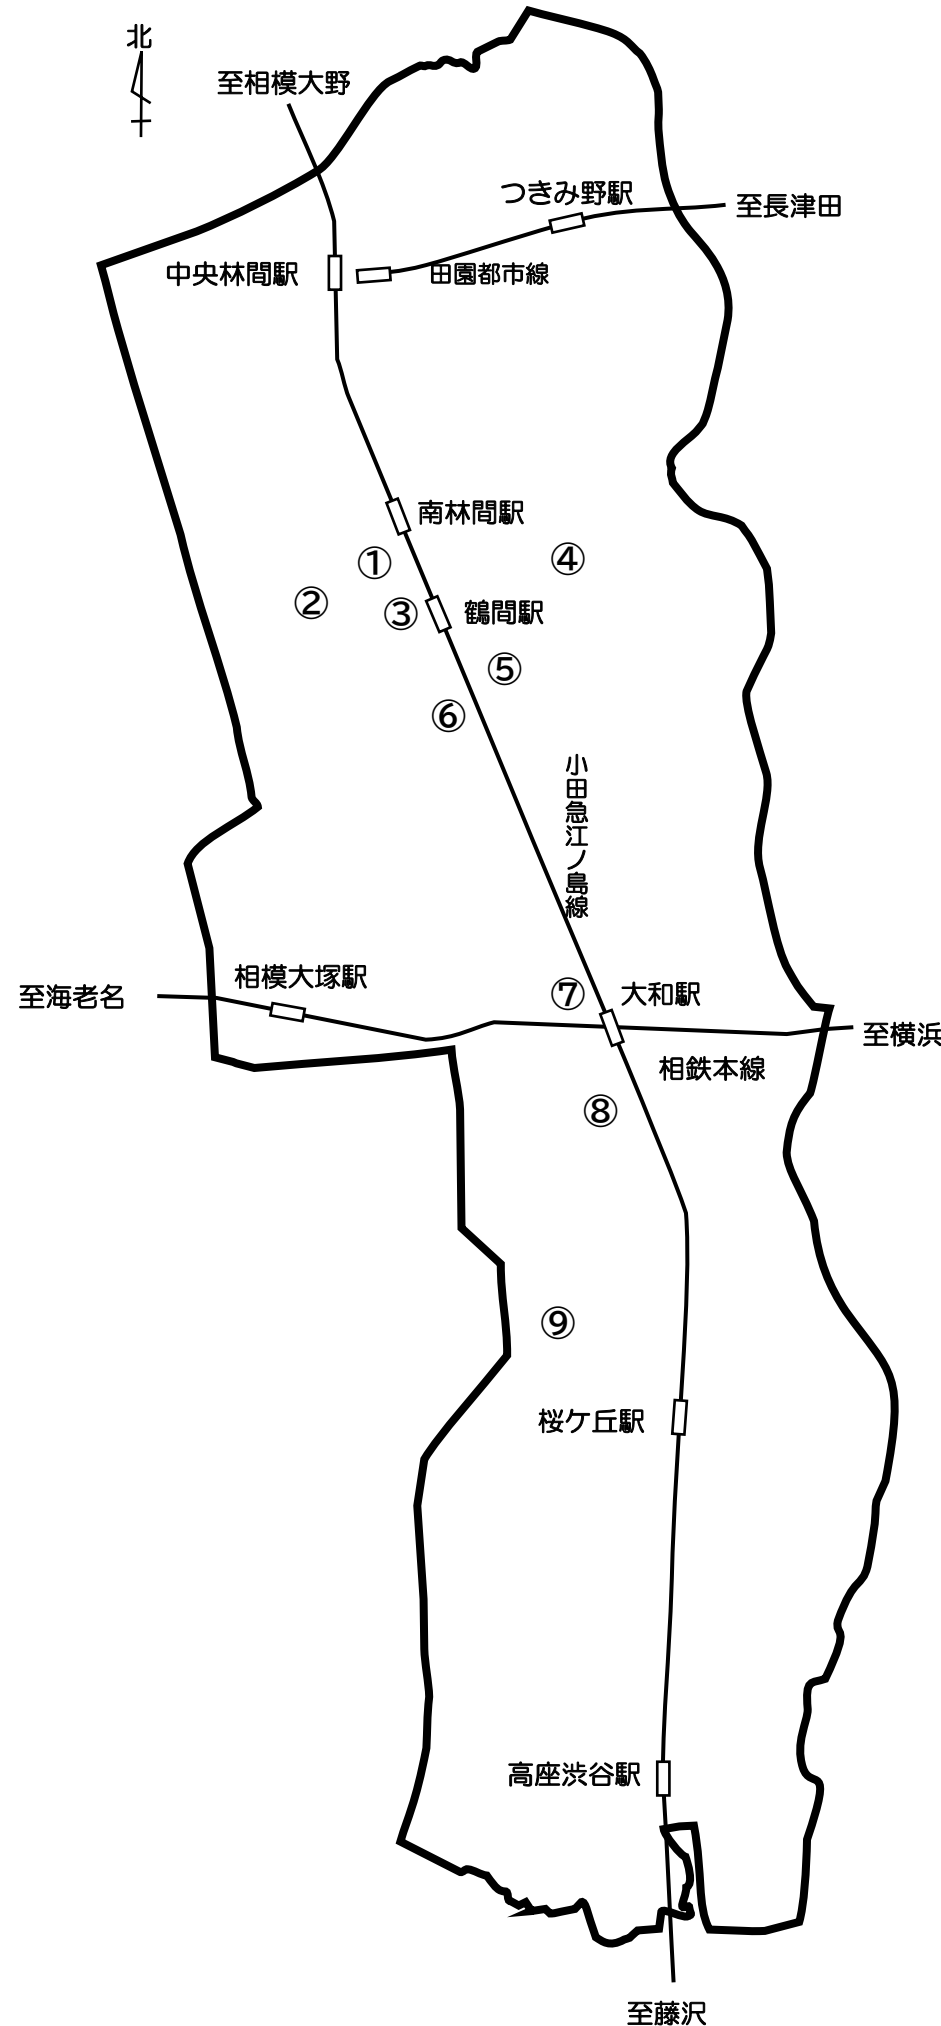 北
至相模大野
つきみ野駅
至長津田
中央林間駅
田園都市線
南林間駅
①
④
②
③
鶴間駅
⑤
⑥
小田急江ノ島線
相模大塚駅
至海老名
⑦
大和駅
至横浜
相鉄本線
⑧
⑨
桜ケ丘駅
高座渋谷駅
至藤沢